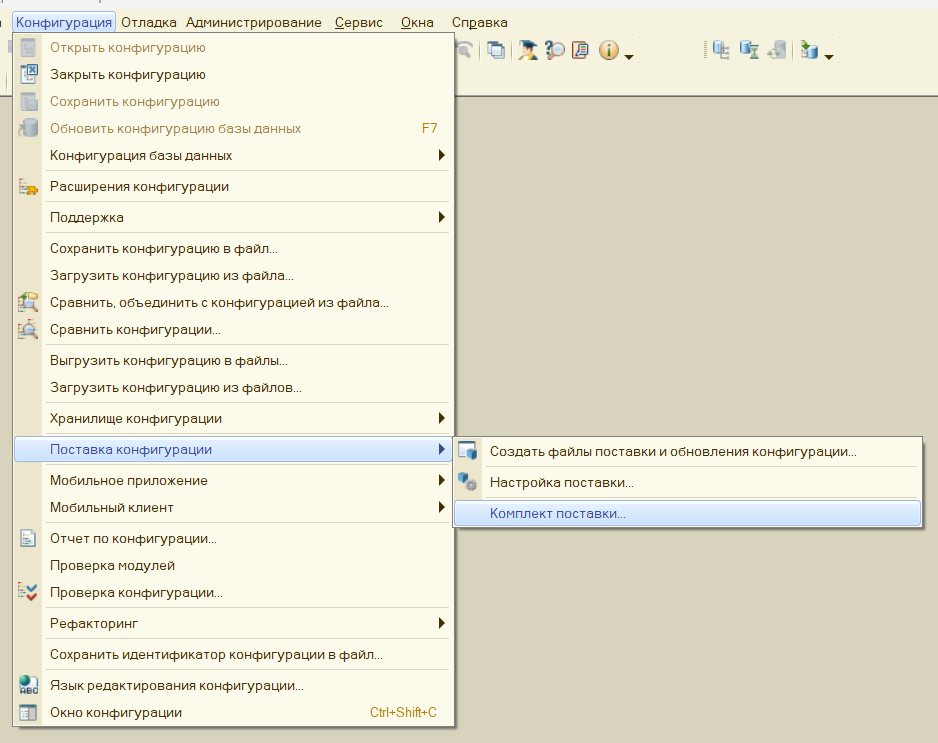 Конфигурация Отладка Администрирование Сервис Окна Справка
Открыть конфигурацию
Закрыть конфигурацию
Сохранить конфигурацию
Обновить конфигурацию базы данных F7
Конфигурация базы данных
Расширения конфигурации
Поддержка
Сохранить конфигурацию в файл...
Загрузить конфигурацию из файла...
Сравнить, объединить с конфигурацией из файла...
Сравнить конфигурации...
Выгрузить конфигурацию в файлы...
Загрузить конфигурацию из файлов...
Хранилище конфигурации
Поставка конфигурации
Создать файлы поставки и обновления конфигурации...
Настройка поставки...
Комплект поставки...
Мобильное приложение
Мобильный клиент
Отчет по конфигурации...
Проверка модулей
Проверка конфигурации...
Рефакторинг
Сохранить идентификатор конфигурации в файл...
Язык редактирования конфигурации...
Окно конфигурации Ctrl+Shift+C